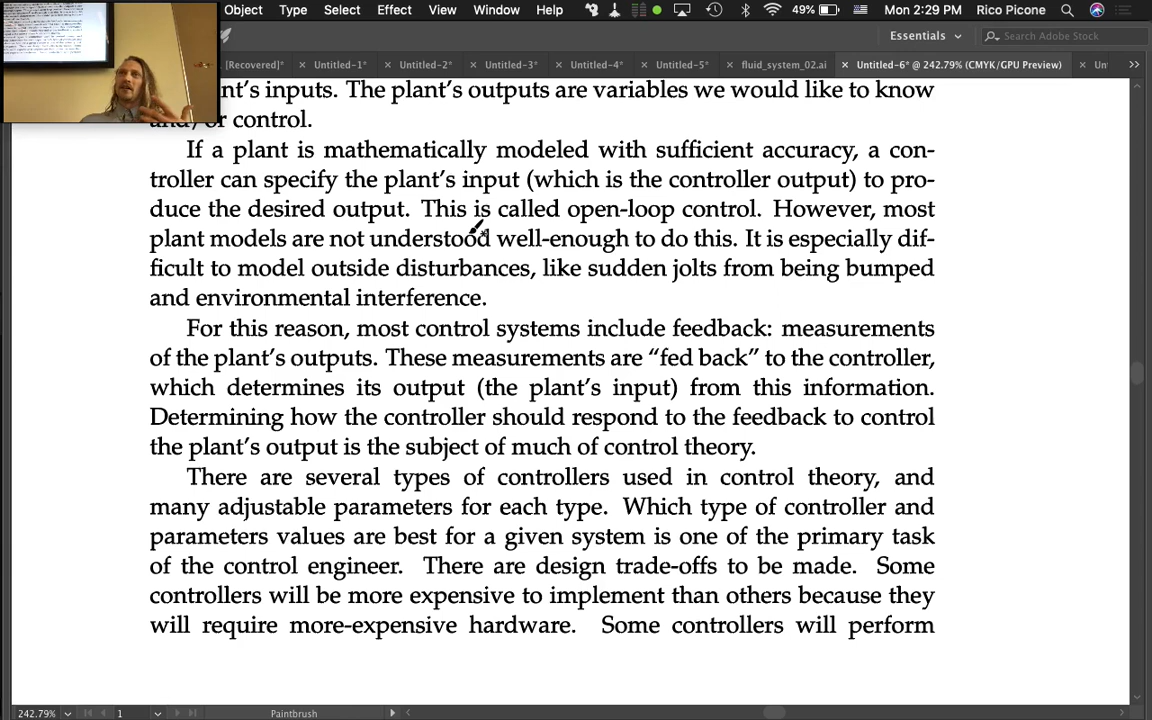 Object Type Select Effect View Window Help 49% Mon 2:29 PM Rico Picone
Essentials Search Adobe Stock
[Recovered]* × Untitled-1* × Untitled-2* × Untitled-3* × Untitled-4* × Untitled-5* × fluid_system_02.ai × Untitled-6* @ 242.79% (CMYK/GPU Preview) × Un »
nt's inputs. The plant's outputs are variables we would like to know
and/or control.
If a plant is mathematically modeled with sufficient accuracy, a con-
troller can specify the plant's input (which is the controller output) to pro-
duce the desired output. This is called open-loop control. However, most
plant models are not understood well-enough to do this. It is especially dif-
ficult to model outside disturbances, like sudden jolts from being bumped
and environmental interference.
For this reason, most control systems include feedback: measurements
of the plant's outputs. These measurements are “fed back” to the controller,
which determines its output (the plant's input) from this information.
Determining how the controller should respond to the feedback to control
the plant's output is the subject of much of control theory.
There are several types of controllers used in control theory, and
many adjustable parameters for each type. Which type of controller and
parameters values are best for a given system is one of the primary task
of the control engineer. There are design trade-offs to be made. Some
controllers will be more expensive to implement than others because they
will require more-expensive hardware. Some controllers will perform
242.79% 1 Paintbrush